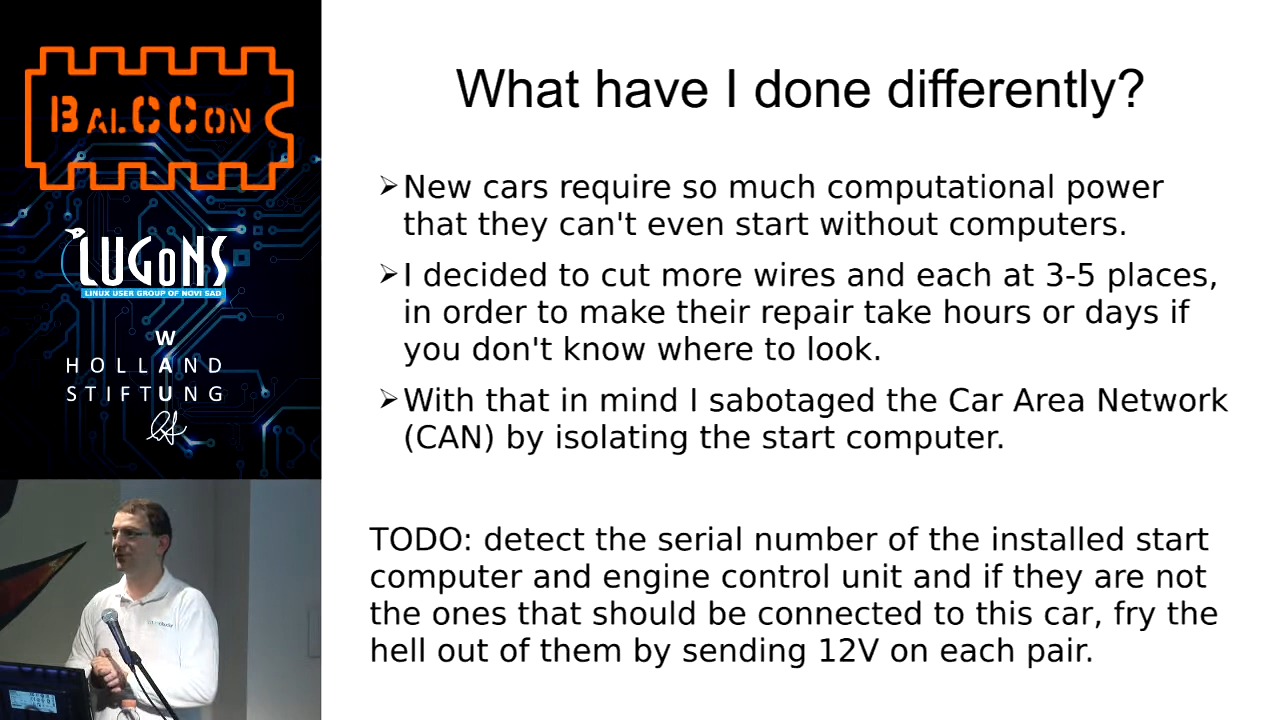 BalCCon
LUGoNS
LINUX USER GROUP OF NOVI SAD
W
HOLLAND
STIFTUNG
What have I done differently?
➢New cars require so much computational power
that they can't even start without computers.
➢I decided to cut more wires and each at 3-5 places,
in order to make their repair take hours or days if
you don't know where to look.
➢With that in mind I sabotaged the Car Area Network
(CAN) by isolating the start computer.
TODO: detect the serial number of the installed start
computer and engine control unit and if they are not
the ones that should be connected to this car, fry the
hell out of them by sending 12V on each pair.